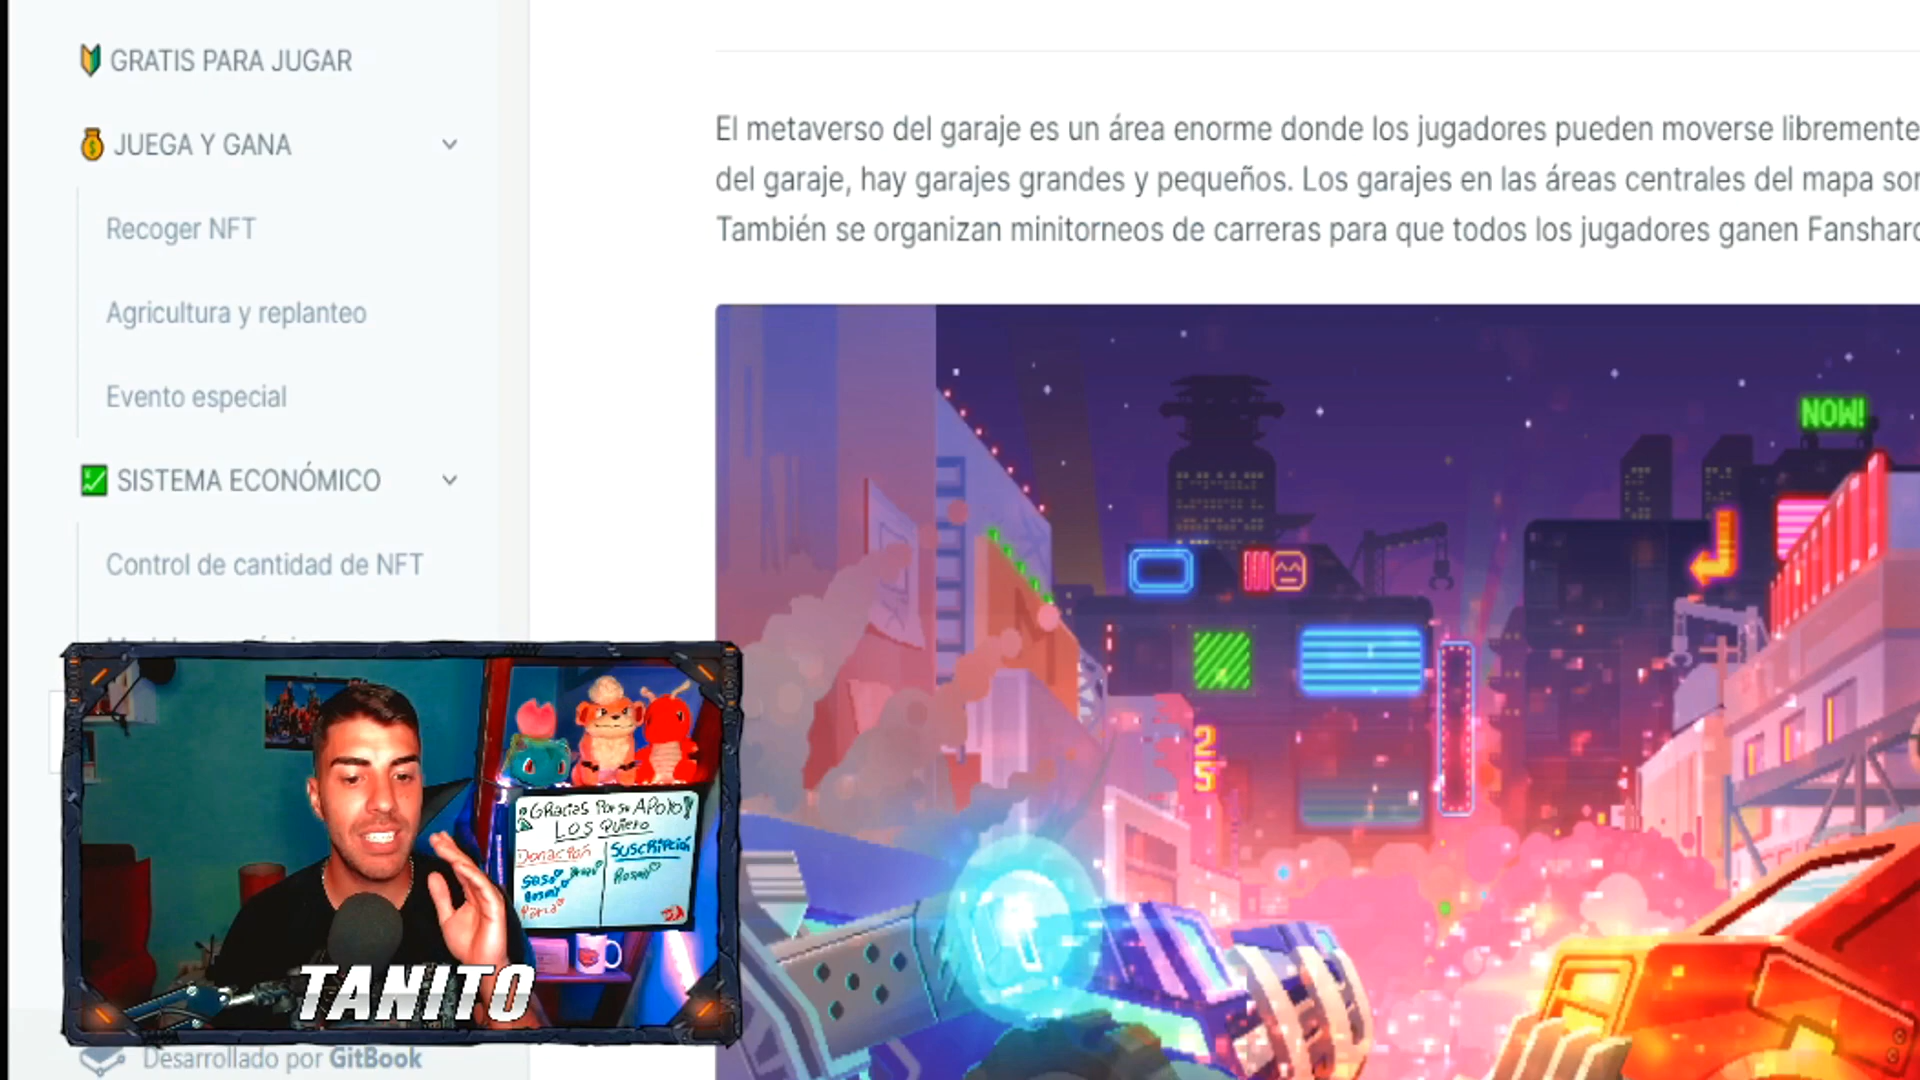 GRATIS PARA JUGAR
JUEGA Y GANA
Recoger NFT
Agricultura y replanteo
Evento especial
SISTEMA ECONÓMICO
Control de cantidad de NFT
El metaverso del garaje es un área enorme donde los jugadores pueden moverse libremente
del garaje, hay garajes grandes y pequeños. Los garajes en las áreas centrales del mapa son
También se organizan minitorneos de carreras para que todos los jugadores ganen Fanshard
NOW!
25
GRacias Por su APoYo!
LOS Quiero
Donación
SUSCRIPción
Rosmi
TANITO
Desarrollado por GitBook